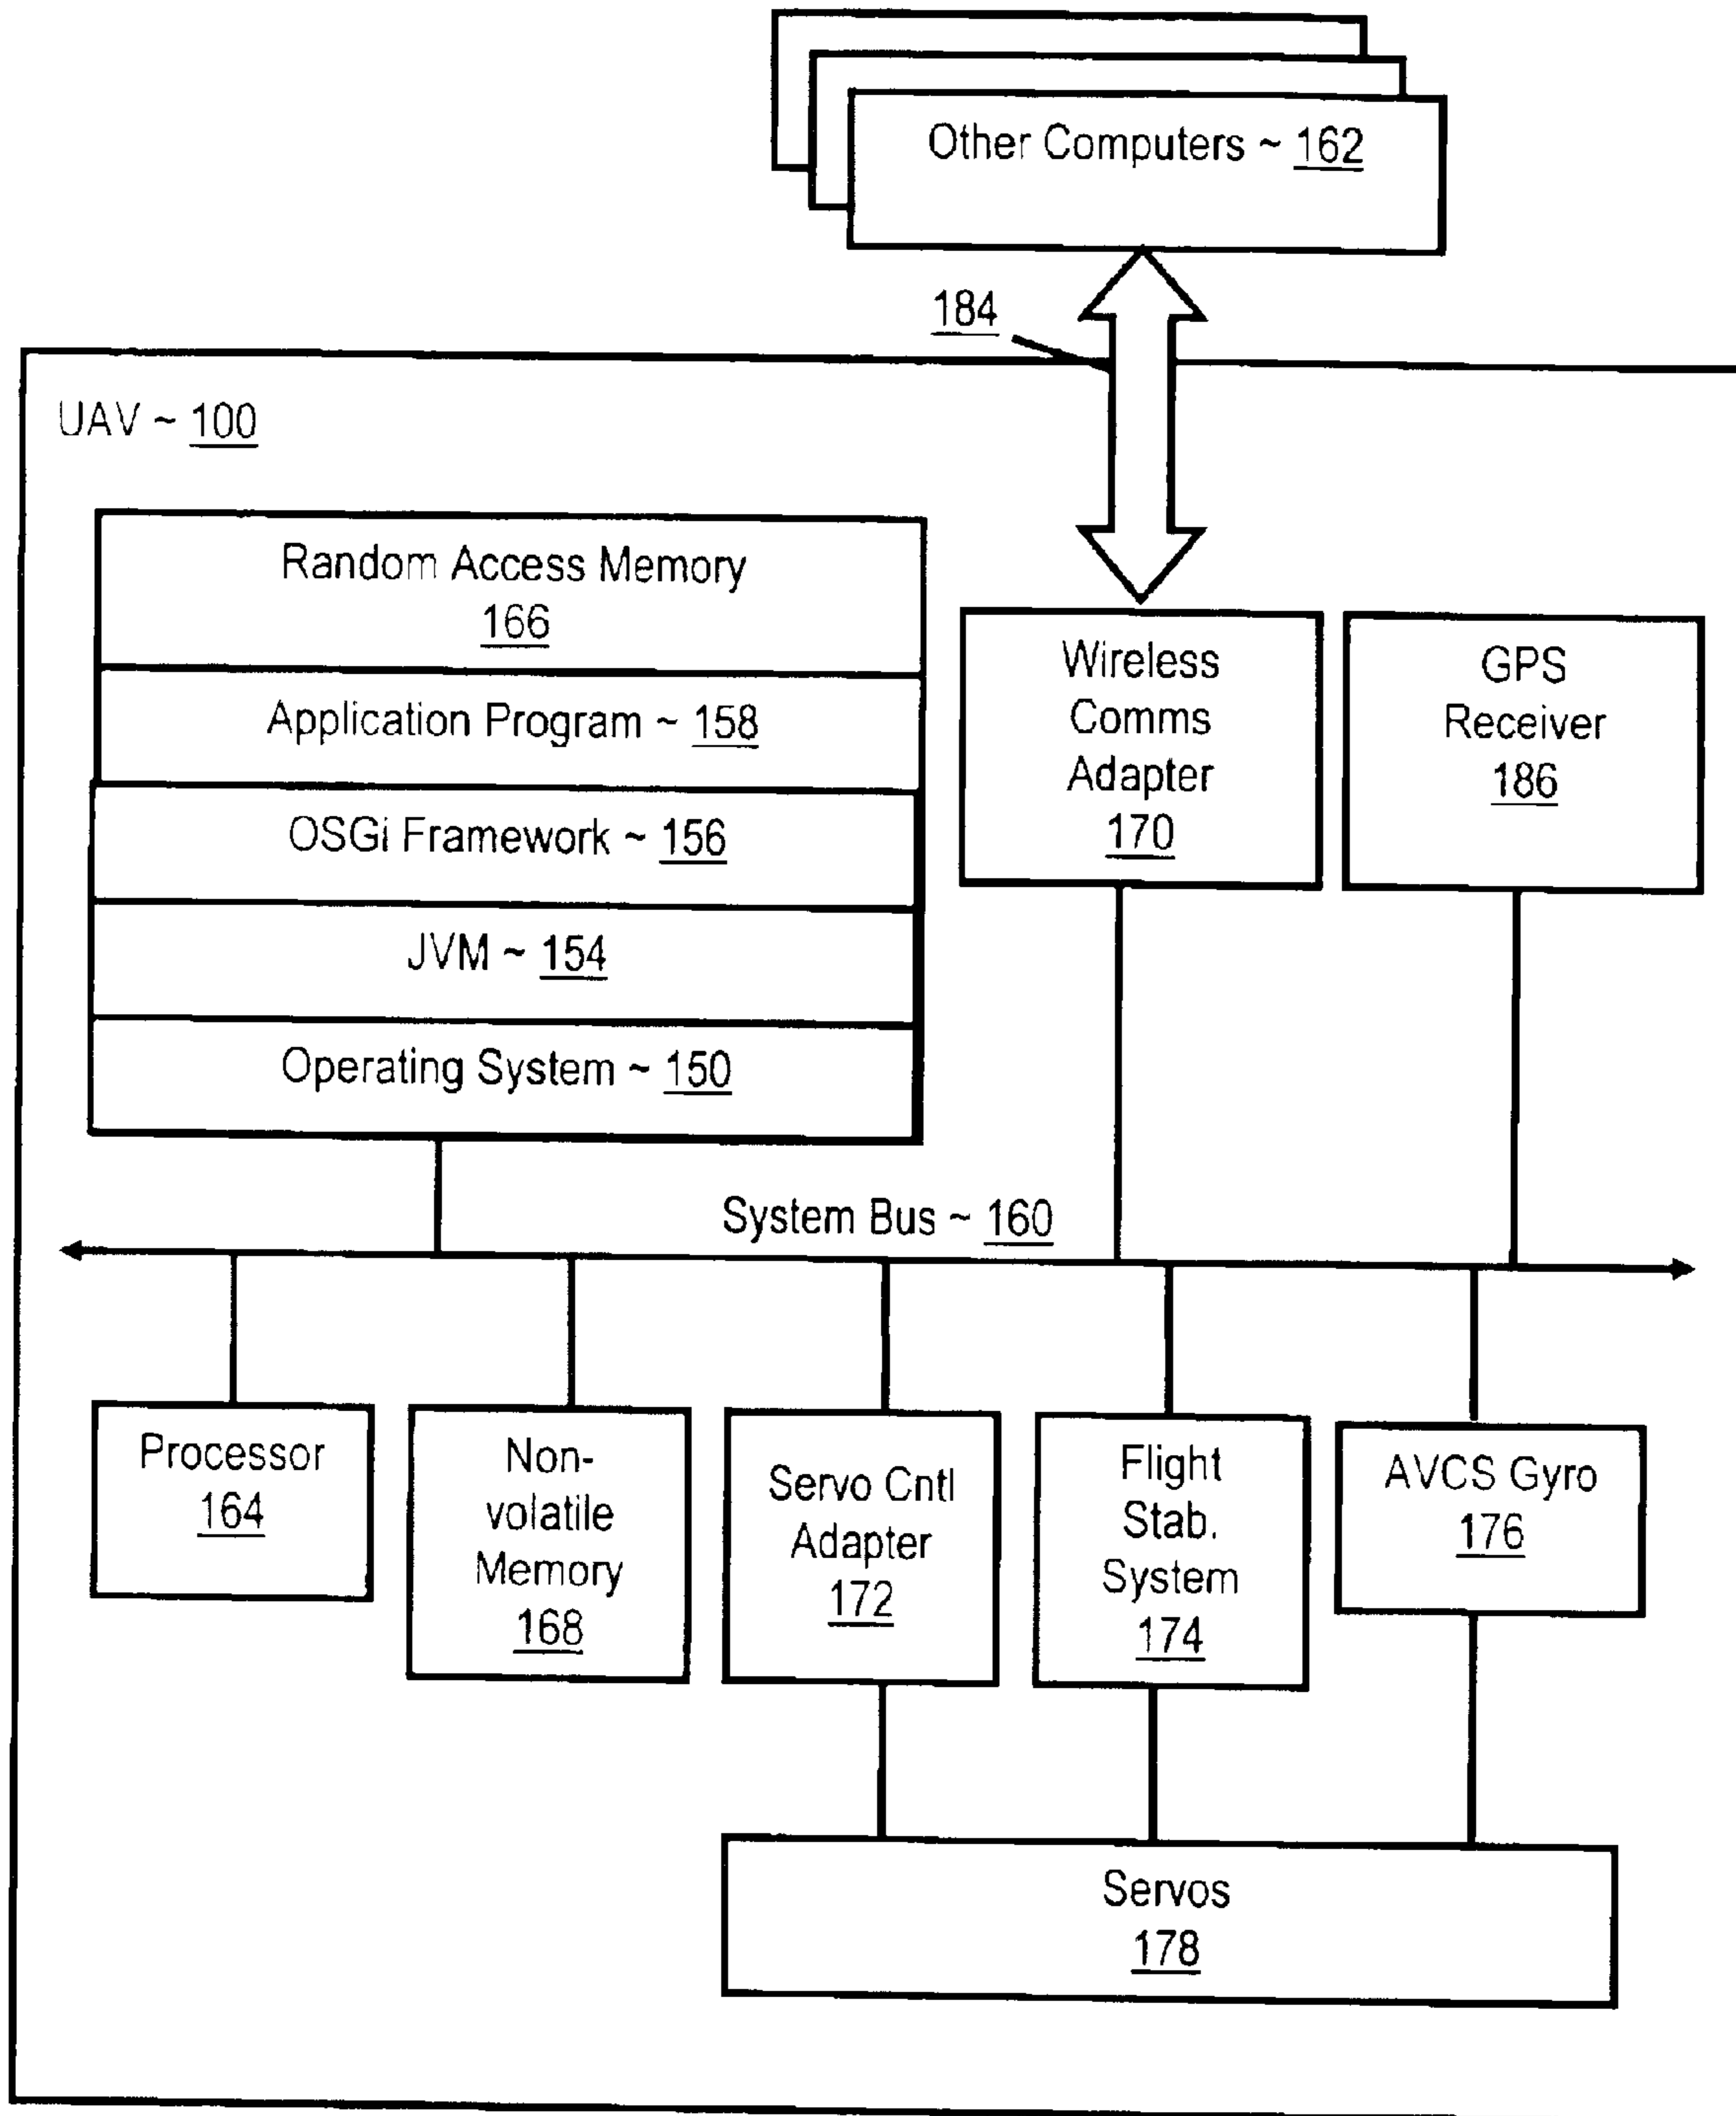 Other Computers ~ 162
184
UAV ~ 100
Random Access Memory
166
Application Program ~ 158
OSGi Framework ~ 156
JVM ~ 154
Operating System ~ 150
Wireless
Comms
Adapter
170
GPS
Receiver
186
System Bus ~ 160
Processor
164
Non-
volatile
Memory
168
Servo Cntl
Adapter
172
Flight
Stab.
System
174
AVCS Gyro
176
Servos
178